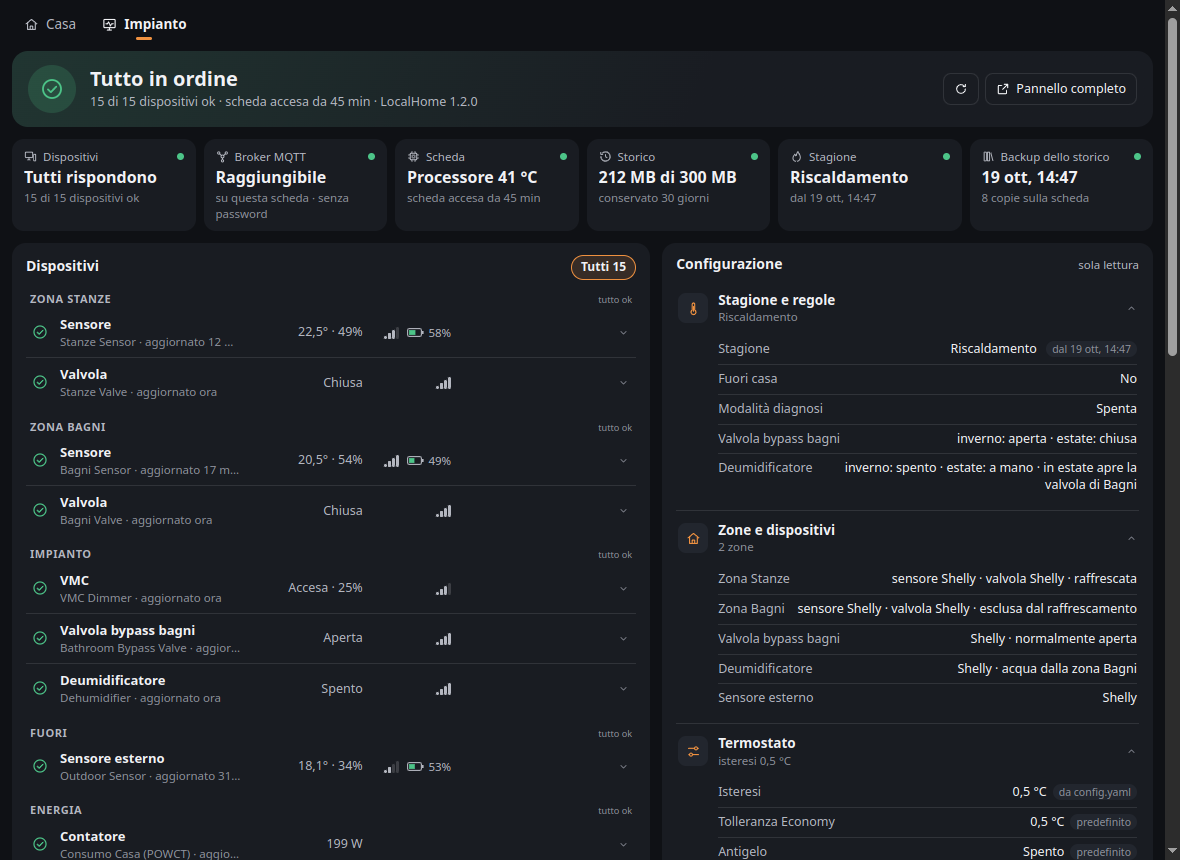 Casa
Impianto
Tutto in ordine
15 di 15 dispositivi ok · scheda accesa da 45 min · LocalHome 1.2.0
Pannello completo
Dispositivi
Tutti rispondono
15 di 15 dispositivi ok
Broker MQTT
Raggiungibile
su questa scheda · senza
password
Scheda
Processore 41 °C
scheda accesa da 45 min
Storico
212 MB di 300 MB
conservato 30 giorni
Stagione
Riscaldamento
dal 19 ott, 14:47
Backup dello storico
19 ott, 14:47
8 copie sulla scheda
Dispositivi
Tutti 15
ZONA STANZE
tutto ok
Sensore
Stanze Sensor · aggiornato 12 ...
22,5° · 49%
58%
Valvola
Stanze Valve · aggiornato ora
Chiusa
ZONA BAGNI
tutto ok
Sensore
Bagni Sensor · aggiornato 17 m...
20,5° · 54%
49%
Valvola
Bagni Valve · aggiornato ora
Chiusa
IMPIANTO
tutto ok
VMC
VMC Dimmer · aggiornato ora
Accesa · 25%
Valvola bypass bagni
Bathroom Bypass Valve · aggior...
Aperta
Deumidificatore
Dehumidifier · aggiornato ora
Spento
FUORI
tutto ok
Sensore esterno
Outdoor Sensor · aggiornato 31...
18,1° · 34%
53%
ENERGIA
tutto ok
Contatore
Consumo Casa (POWCT) · aggio...
199 W
Configurazione
sola lettura
Stagione e regole
Riscaldamento
Stagione
Riscaldamento dal 19 ott, 14:47
Fuori casa
No
Modalità diagnosi
Spenta
Valvola bypass bagni
inverno: aperta · estate: chiusa
Deumidificatore
inverno: spento · estate: a mano · in estate apre la
valvola di Bagni
Zone e dispositivi
2 zone
Zona Stanze
sensore Shelly · valvola Shelly · raffrescata
Zona Bagni
sensore Shelly · valvola Shelly · esclusa dal raffrescamento
Valvola bypass bagni
Shelly · normalmente aperta
Deumidificatore
Shelly · acqua dalla zona Bagni
Sensore esterno
Shelly
Termostato
isteresi 0,5 °C
Isteresi
0,5 °C da config.yaml
Tolleranza Economy
0,5 °C predefinito
Antigelo
Spento predefinito